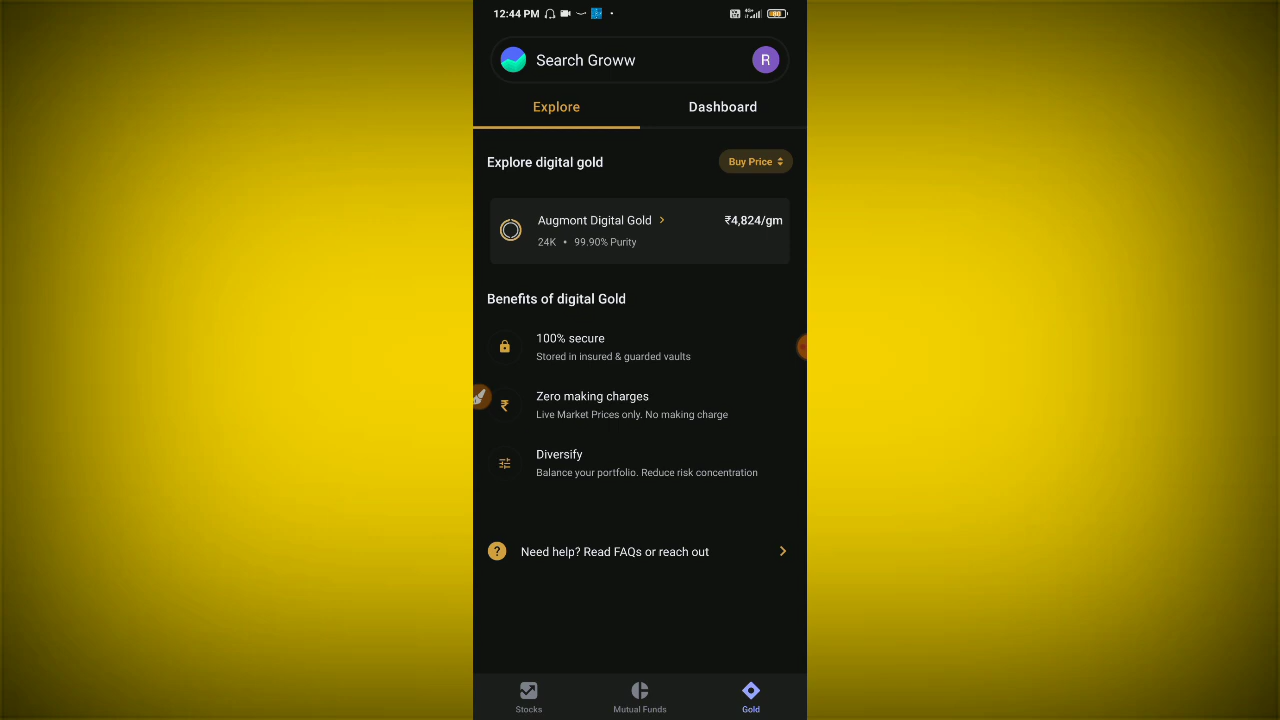 12:44 PM
Search Groww
R
Explore
Dashboard
Explore digital gold
Buy Price
Augmont Digital Gold
₹4,824/gm
24K • 99.90% Purity
Benefits of digital Gold
100% secure
Stored in insured & guarded vaults
₹
Zero making charges
Live Market Prices only. No making charge
Diversify
Balance your portfolio. Reduce risk concentration
?
Need help? Read FAQs or reach out
Stocks
Mutual Funds
Gold